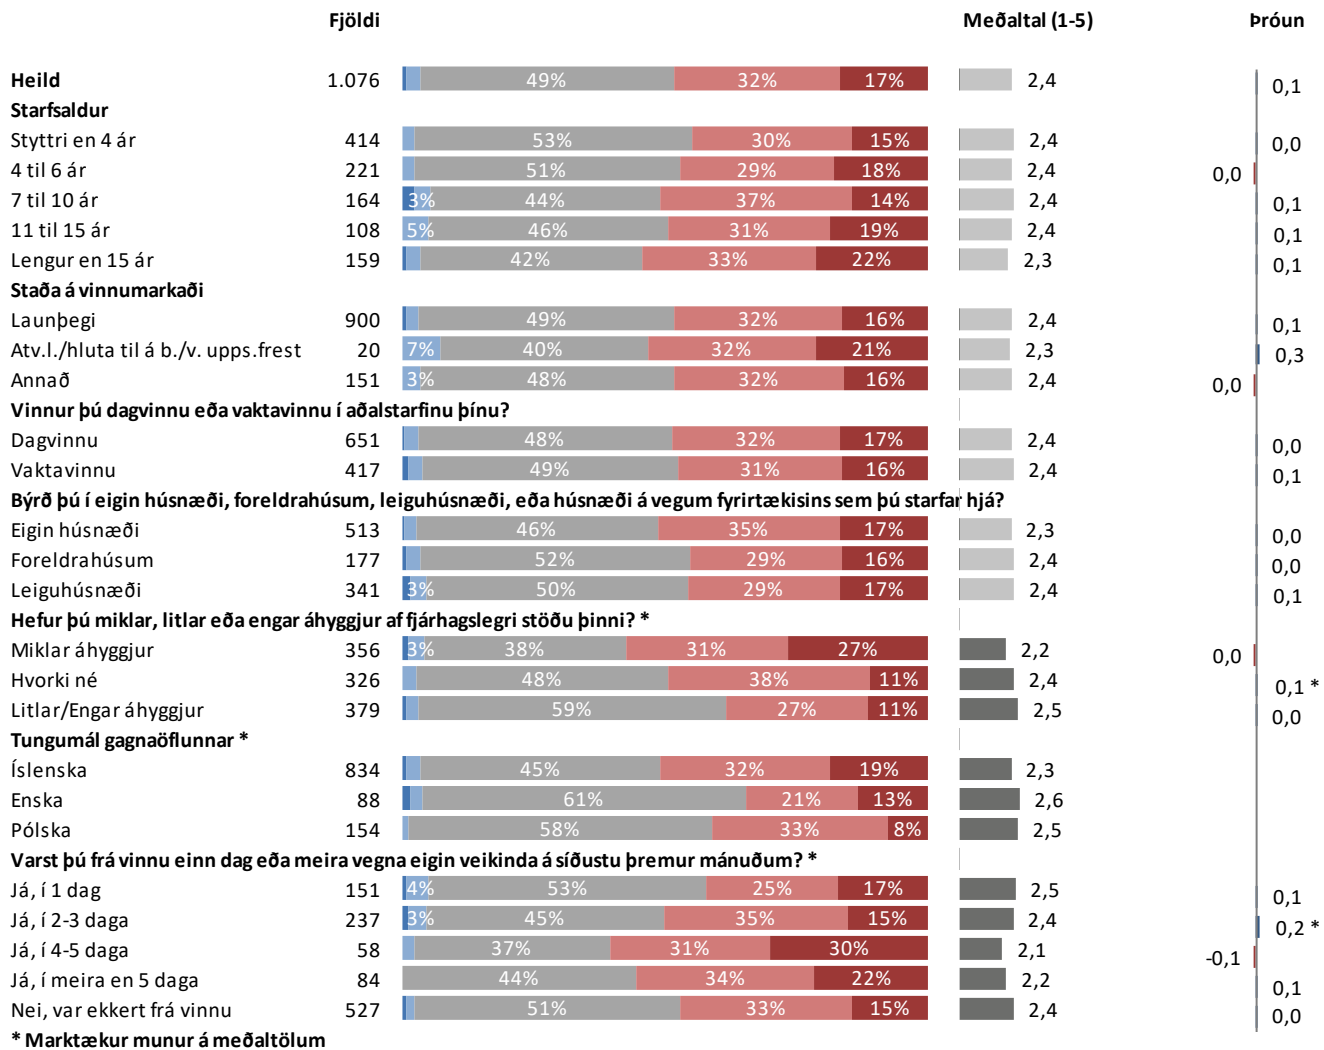 Fjöldi Meðaltal (1-5) Þróun
Heild 1.076 49% 32% 17% 2,4 0,1
Starfsaldur
Styttri en 4 ár 414 53% 30% 15% 2,4 0,0
4 til 6 ár 221 51% 29% 18% 2,4 0,0
7 til 10 ár 164 3% 44% 37% 14% 2,4 0,1
11 til 15 ár 108 5% 46% 31% 19% 2,4 0,1
Lengur en 15 ár 159 42% 33% 22% 2,3 0,1
Staða á vinnumarkaði
Launþegi 900 49% 32% 16% 2,4 0,1
Atv.l./hluta til á b./v. upps.frest 20 7% 40% 32% 21% 2,3 0,3
Annað 151 3% 48% 32% 16% 2,4 0,0
Vinnur þú dagvinnu eða vaktavinnu í aðalstarfinu þínu?
Dagvinnu 651 48% 32% 17% 2,4 0,0
Vaktavinnu 417 49% 31% 16% 2,4 0,1
Býrð þú í eigin húsnæði, foreldrahúsum, leiguhúsnæði, eða húsnæði á vegum fyrirtækisins sem þú starfar hjá?
Eigin húsnæði 513 46% 35% 17% 2,3 0,0
Foreldrahúsum 177 52% 29% 16% 2,4 0,0
Leiguhúsnæði 341 3% 50% 29% 17% 2,4 0,1
Hefur þú miklar, litlar eða engar áhyggjur af fjárhagslegri stöðu þinni? *
Miklar áhyggjur 356 3% 38% 31% 27% 2,2 0,0
Hvorki né 326 48% 38% 11% 2,4 0,1 *
Litlar/Engar áhyggjur 379 59% 27% 11% 2,5 0,0
Tungumál gagnaöflunnar *
Íslenska 834 45% 32% 19% 2,3
Enska 88 61% 21% 13% 2,6
Pólska 154 58% 33% 8% 2,5
Varst þú frá vinnu einn dag eða meira vegna eigin veikinda á síðustu þremur mánuðum? *
Já, í 1 dag 151 4% 53% 25% 17% 2,5 0,1
Já, í 2-3 daga 237 3% 45% 35% 15% 2,4 0,2 *
Já, í 4-5 daga 58 37% 31% 30% 2,1 -0,1
Já, í meira en 5 daga 84 44% 34% 22% 2,2 0,1
Nei, var ekkert frá vinnu 527 51% 33% 15% 2,4 0,0
* Marktækur munur á meðaltölum